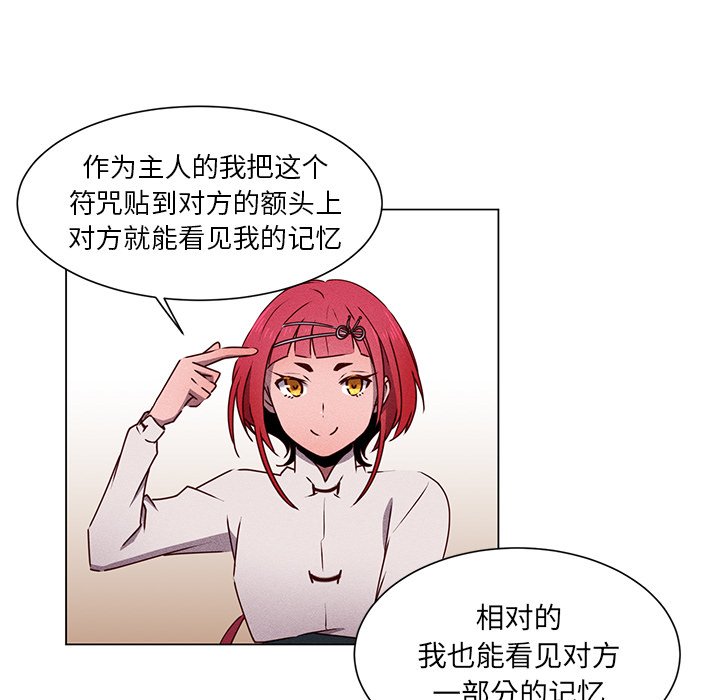 作为主人的我把这个
符咒贴到对方的额头上
对方就能看见我的记忆
相对的
我也能看见对方
一部分的记忆